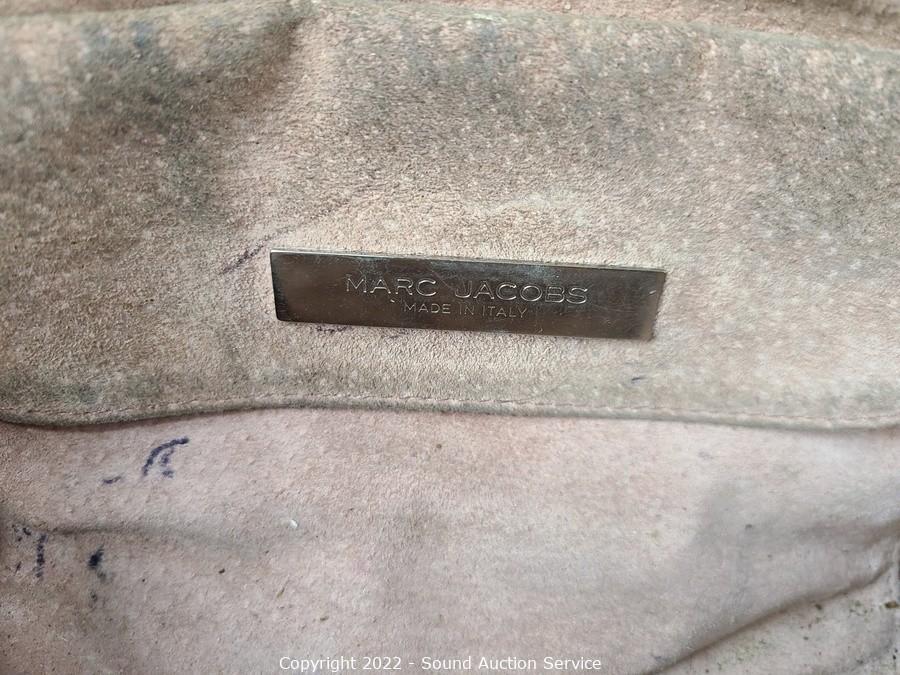 MARC JACOBS
MADE IN ITALY
Copyright 2022 - Sound Auction Service